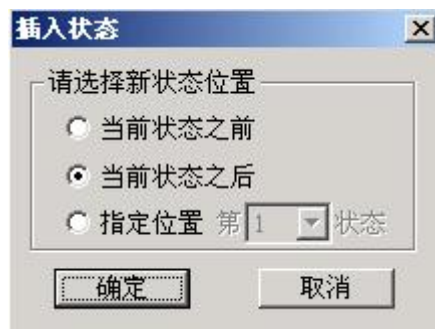 插入状态
请选择新状态位置
当前状态之前
当前状态之后
指定位置 第 1 状态
确定 取消